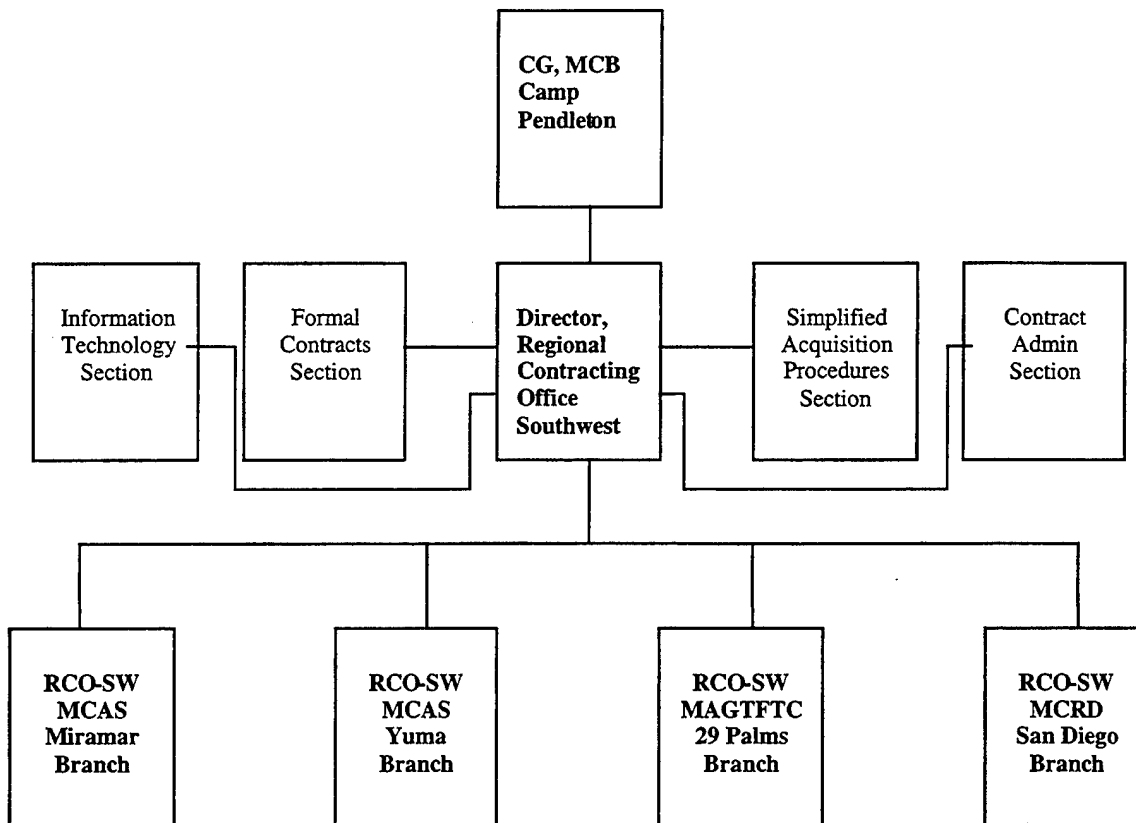 CG, MCB
Camp
Pendleton
Information
Technology
Section
Formal
Contracts
Section
Director,
Regional
Contracting
Office
Southwest
Simplified
Acquisition
Procedures
Section
Contract
Admin
Section
RCO-SW
MCAS
Miramar
Branch
RCO-SW
MCAS
Yuma
Branch
RCO-SW
MAGTFTC
29 Palms
Branch
RCO-SW
MCRD
San Diego
Branch